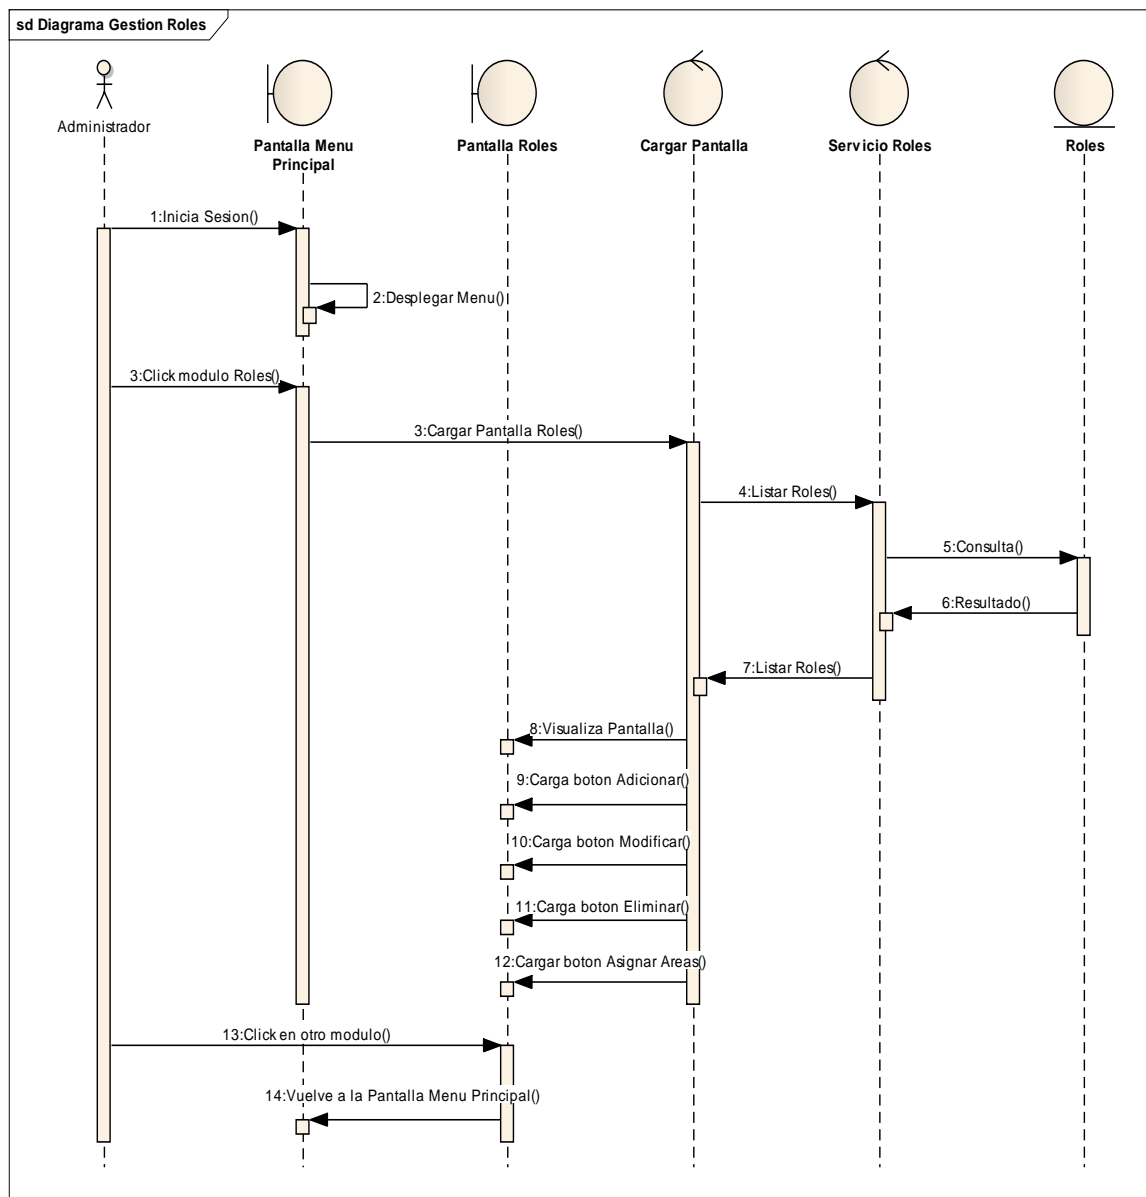 sd Diagrama Gestion Roles
Administrador
Pantalla Menu
Principal
Pantalla Roles
Cargar Pantalla
Servicio Roles
Roles
1:Inicia Sesion()
2:Desplegar Menu()
3:Click modulo Roles()
3:Cargar Pantalla Roles()
4:Listar Roles()
5:Consulta()
6:Resultado()
7:Listar Roles()
8:Visualiza Pantalla()
9:Carga boton Adicionar()
10:Carga boton Modificar()
11:Carga boton Eliminar()
12:Cargar boton Asignar Areas()
13:Click en otro modulo()
14:Vuelve a la Pantalla Menu Principal()